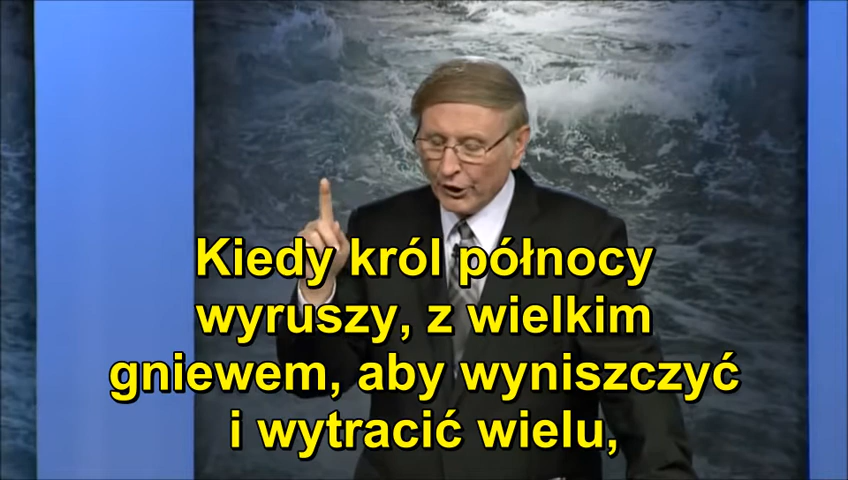 Kiedy król północy
wyruszy, z wielkim
gniewem, aby wyniszczyć
i wytracić wielu,